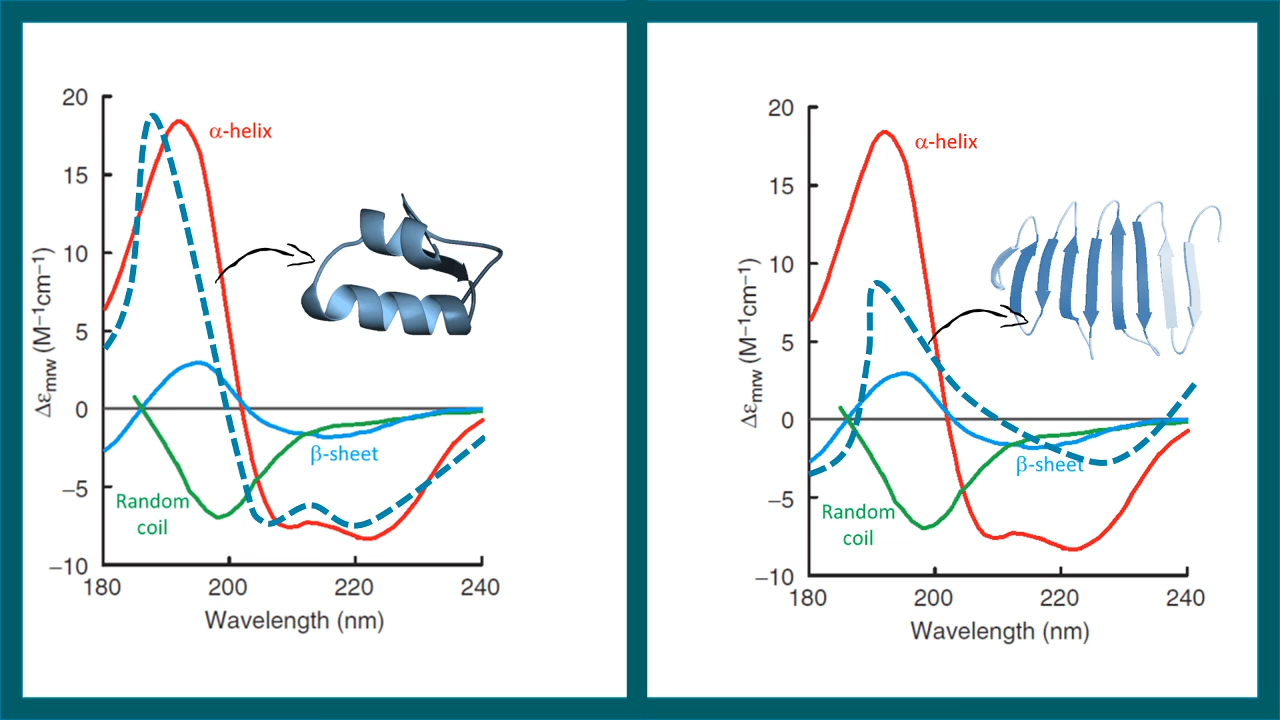 20
15
10
5
0
−5
−10
180
200
220
240
Δεmrw (M−1cm−1)
Wavelength (nm)
α-helix
β-sheet
Random
coil
20
15
10
5
0
−5
−10
180
200
220
240
Δεmrw (M−1cm−1)
Wavelength (nm)
α-helix
β-sheet
Random
coil